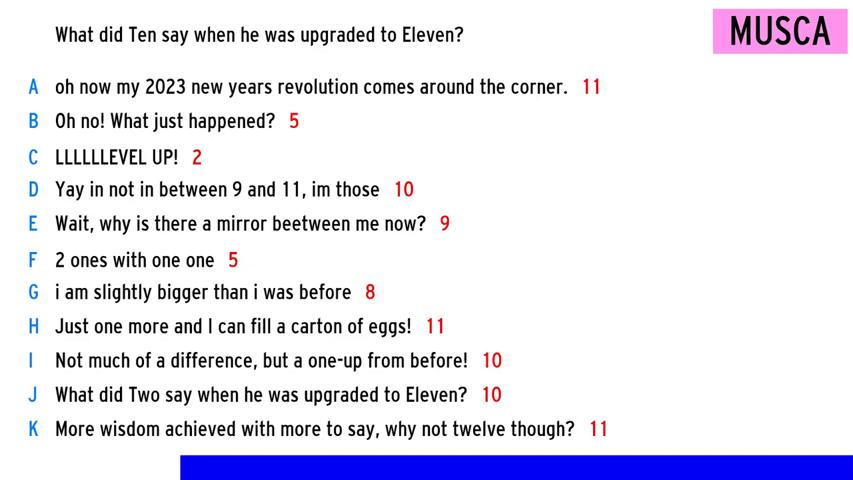 What did Ten say when he was upgraded to Eleven?
MUSCA
A oh now my 2023 new years revolution comes around the corner. 11
B Oh no! What just happened? 5
C LLLLLLEVEL UP! 2
D Yay in not in between 9 and 11, im those 10
E Wait, why is there a mirror beetween me now? 9
F 2 ones with one one 5
G i am slightly bigger than i was before 8
H Just one more and I can fill a carton of eggs! 11
I Not much of a difference, but a one-up from before! 10
J What did Two say when he was upgraded to Eleven? 10
K More wisdom achieved with more to say, why not twelve though? 11